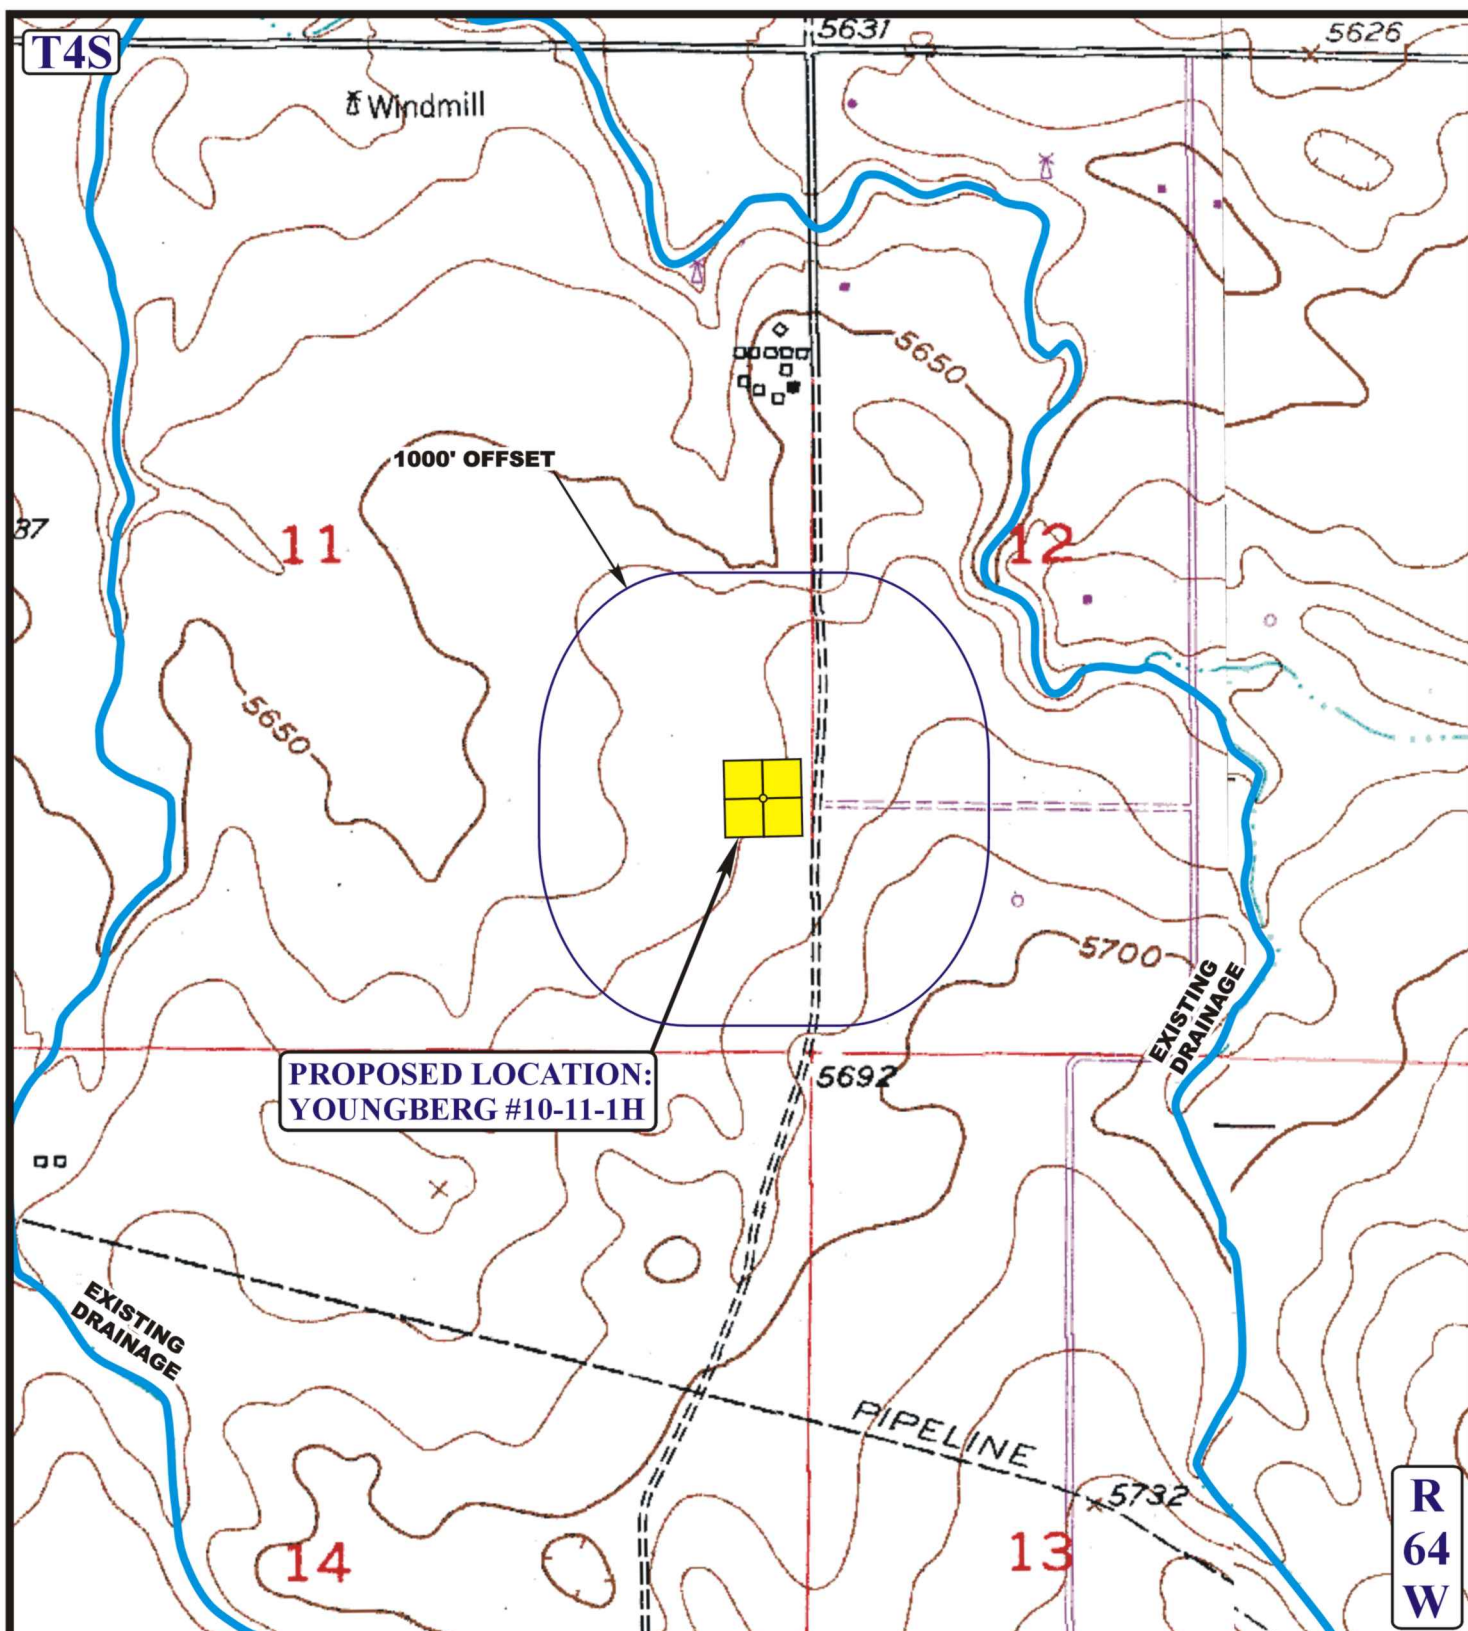 5631
5626
T4S
Windmill
5650
1000' OFFSET
87
11
12
5650
5700
EXISTING
DRAINAGE
PROPOSED LOCATION:
YOUNGBERG #10-11-1H
5692
EXISTING
DRAINAGE
PIPELINE
5732
R
64
W
14
13